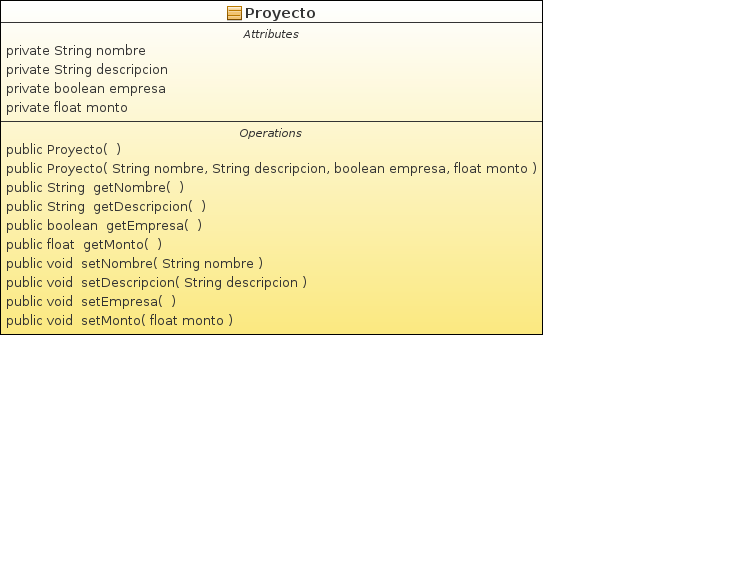 Proyecto
Attributes
private String nombre
private String descripcion
private boolean empresa
private float monto
Operations
public Proyecto(  )
public Proyecto( String nombre, String descripcion, boolean empresa, float monto )
public String  getNombre(  )
public String  getDescripcion(  )
public boolean  getEmpresa(  )
public float  getMonto(  )
public void  setNombre( String nombre )
public void  setDescripcion( String descripcion )
public void  setEmpresa(  )
public void  setMonto( float monto )